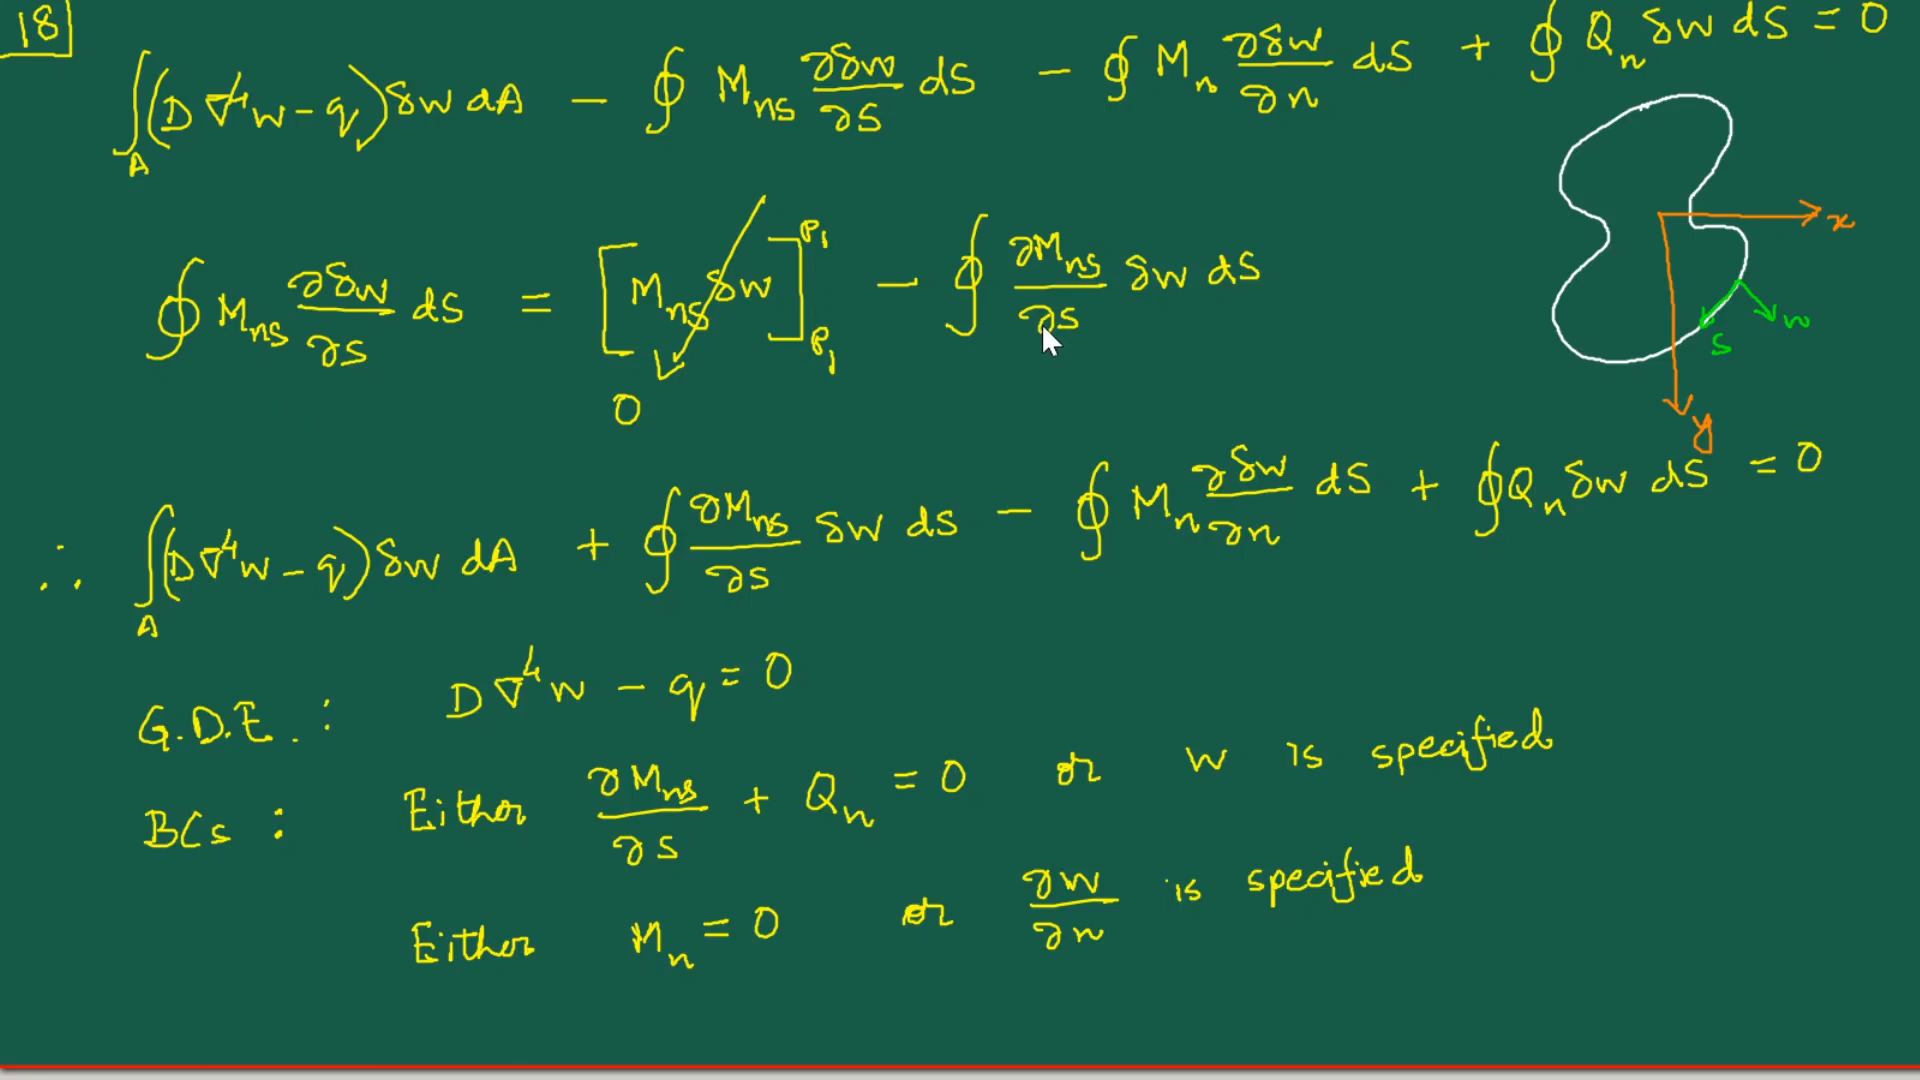 18
∫_A (D∇⁴w - q) δw dA - ∮ M_ns ∂δw/∂s ds - ∮ M_n ∂δw/∂n ds + ∮ Q_n δw ds = 0
∮ M_ns ∂δw/∂s ds = [M_ns δw]_{P₁}^{P₁} - ∮ ∂M_ns/∂s δw ds
0
x
n
s
y
∴ ∫_A (D∇⁴w - q) δw dA + ∮ ∂M_ns/∂s δw ds - ∮ M_n ∂δw/∂n ds + ∮ Q_n δw ds = 0
G.D.E. : D∇⁴w - q = 0
BCs : Either ∂M_ns/∂s + Q_n = 0 or w is specified
Either M_n = 0 or ∂w/∂n is specified